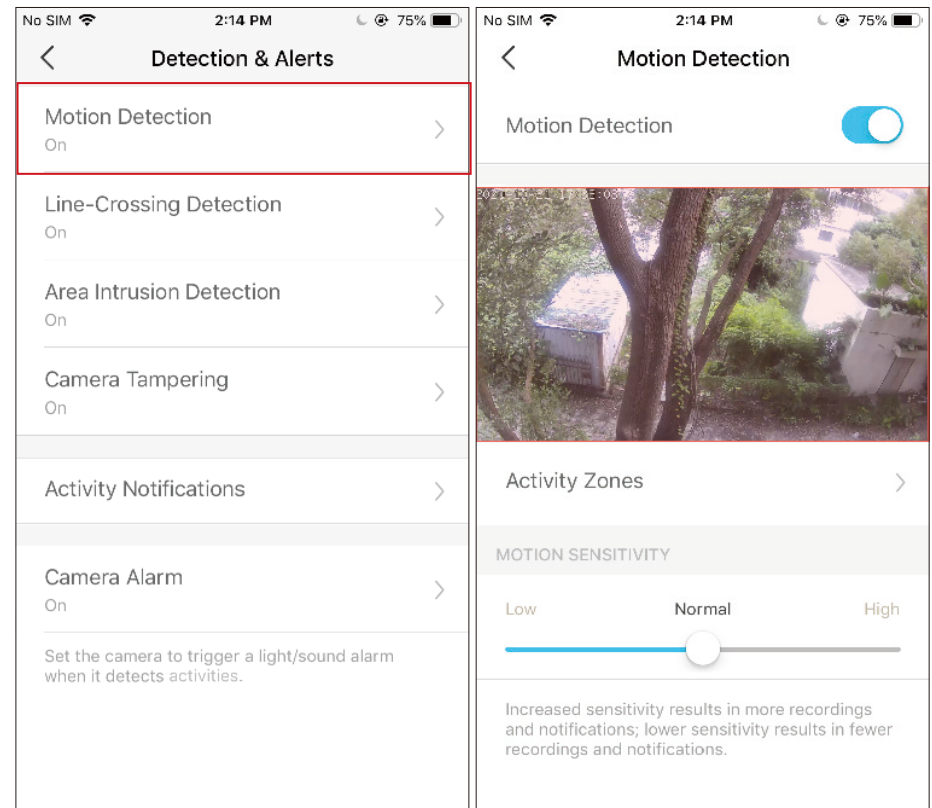 No SIM 2:14 PM 75%
Detection & Alerts
Motion Detection
On
Line-Crossing Detection
On
Area Intrusion Detection
On
Camera Tampering
On
Activity Notifications
Camera Alarm
On
Set the camera to trigger a light/sound alarm
when it detects activities.
No SIM 2:14 PM 75%
Motion Detection
Motion Detection
Activity Zones
MOTION SENSITIVITY
Low Normal High
Increased sensitivity results in more recordings
and notifications; lower sensitivity results in fewer
recordings and notifications.